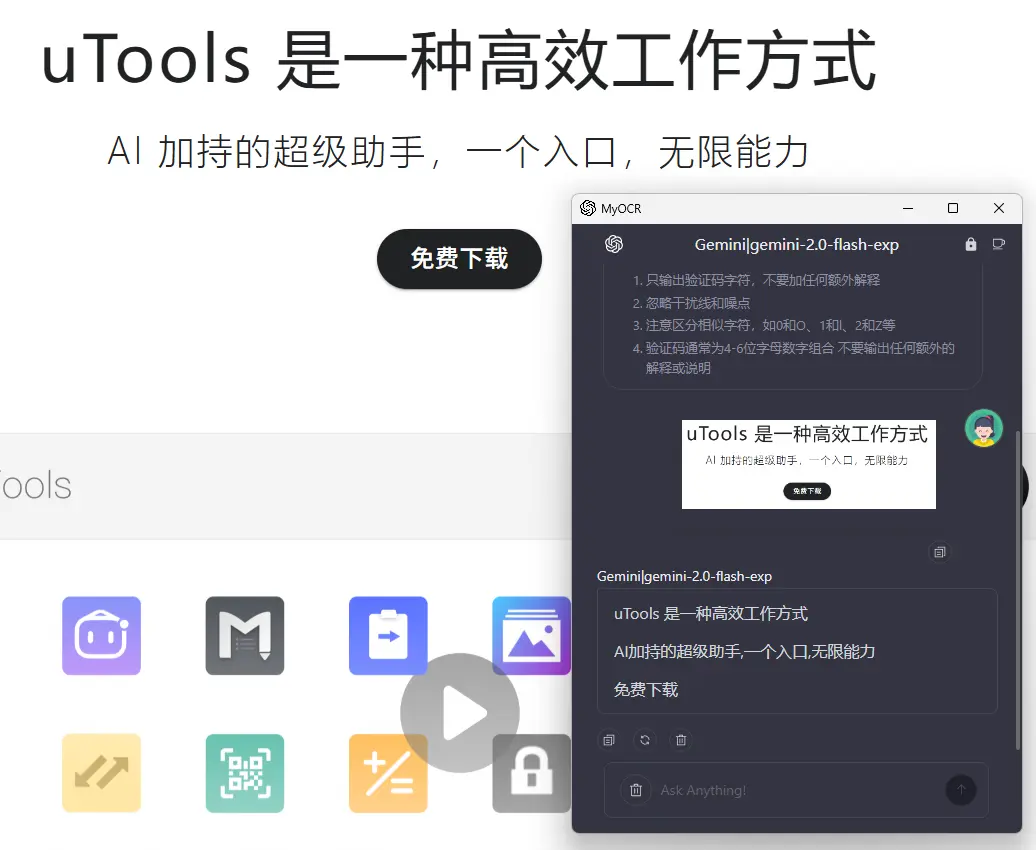 uTools 是一种高效工作方式
AI 加持的超级助手，一个入口，无限能力
免费下载
ools
MyOCR
Gemini|gemini-2.0-flash-exp
1. 只输出验证码字符，不要加任何额外解释
2. 忽略干扰线和噪点
3. 注意区分相似字符，如0和O、1和I、2和Z等
4. 验证码通常为4-6位字母数字组合 不要输出任何额外的
解释或说明
uTools 是一种高效工作方式
AI 加持的超级助手，一个入口，无限能力
免费下载
Gemini|gemini-2.0-flash-exp
uTools 是一种高效工作方式
AI加持的超级助手,一个入口,无限能力
免费下载
Ask Anything!